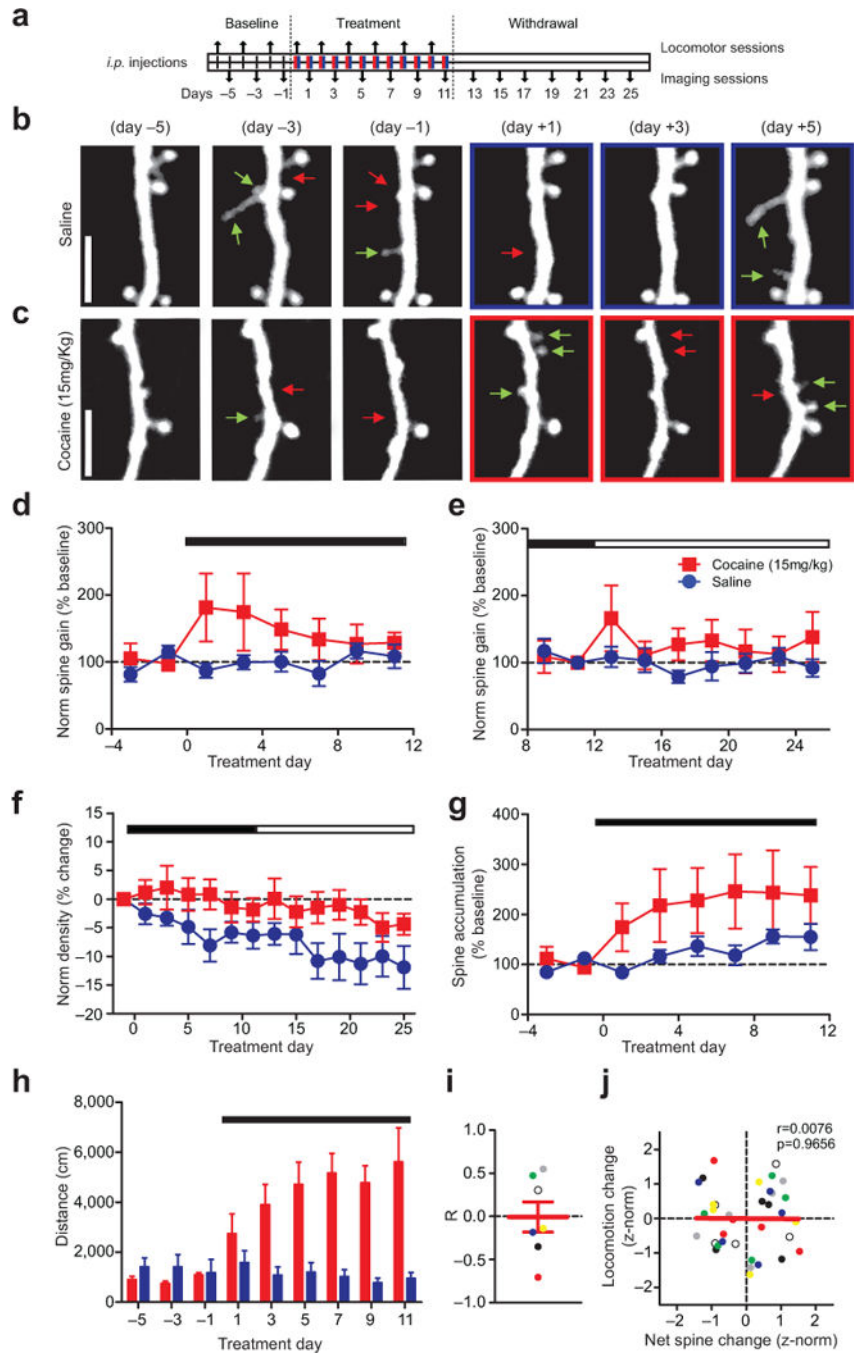 a
Baseline Treatment Withdrawal
i.p. injections
Locomotor sessions
Imaging sessions
Days –5 –3 –1 1 3 5 7 9 11 13 15 17 19 21 23 25
b
(day –5) (day –3) (day –1) (day +1) (day +3) (day +5)
Saline
c
Cocaine (15mg/Kg)
d
Norm spine gain (% baseline)
300
200
100
0
–4 0 4 8 12
Treatment day
e
Norm spine gain (% baseline)
300
200
100
0
Cocaine (15mg/kg)
Saline
8 12 16 20 24
Treatment day
f
Norm density (% change)
15
10
5
0
–5
–10
–15
–20
0 5 10 15 20 25
Treatment day
g
Spine accumulation
(% baseline)
400
300
200
100
0
–4 0 4 8 12
Treatment day
h
Distance (cm)
8,000
6,000
4,000
2,000
0
–5 –3 –1 1 3 5 7 9 11
Treatment day
i
R
1.0
0.5
0.0
–0.5
–1.0
j
r=0.0076
p=0.9656
Locomotion change
(z-norm)
2
1
0
–1
–2
–2 –1 0 1 2
Net spine change (z-norm)